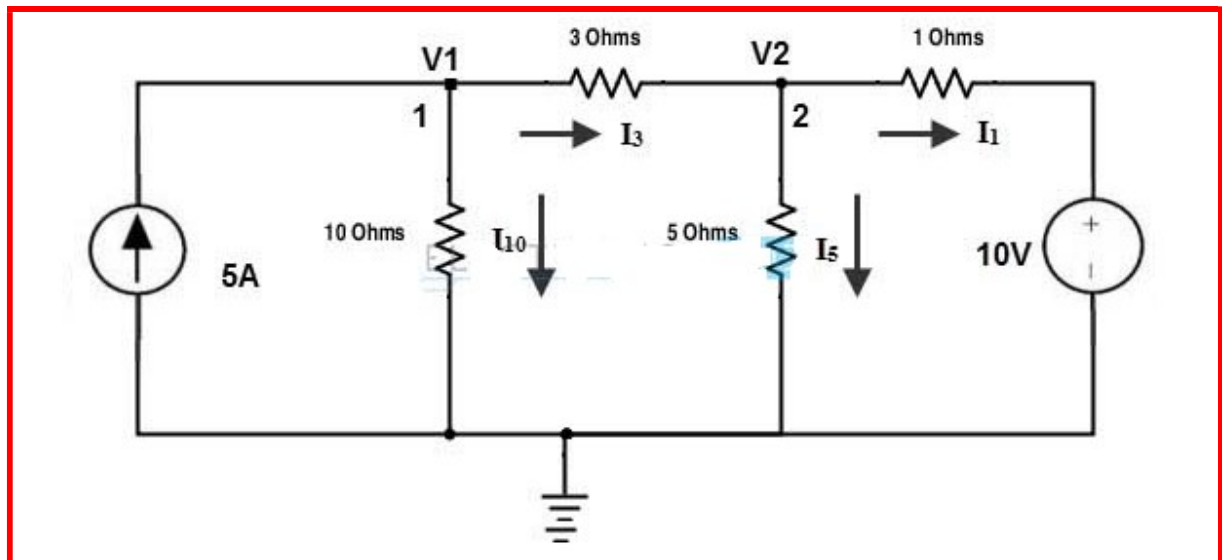 3 Ohms
1 Ohms
V1
V2
1
2
I₃
I₁
10 Ohms
I₁₀
5 Ohms
I₅
10V
5A
+
-